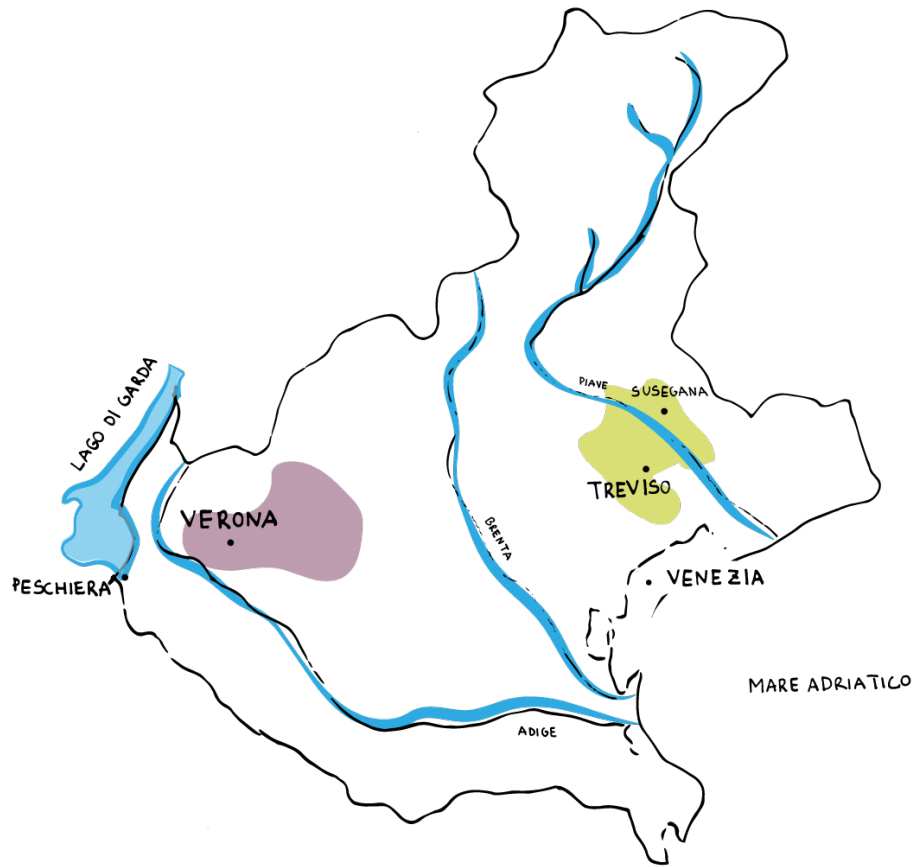 LAGO DI GARDA
PIAVE
SUSEGANA
TREVISO
VERONA
BRENTA
PESCHIERA
VENEZIA
MARE ADRIATICO
ADIGE